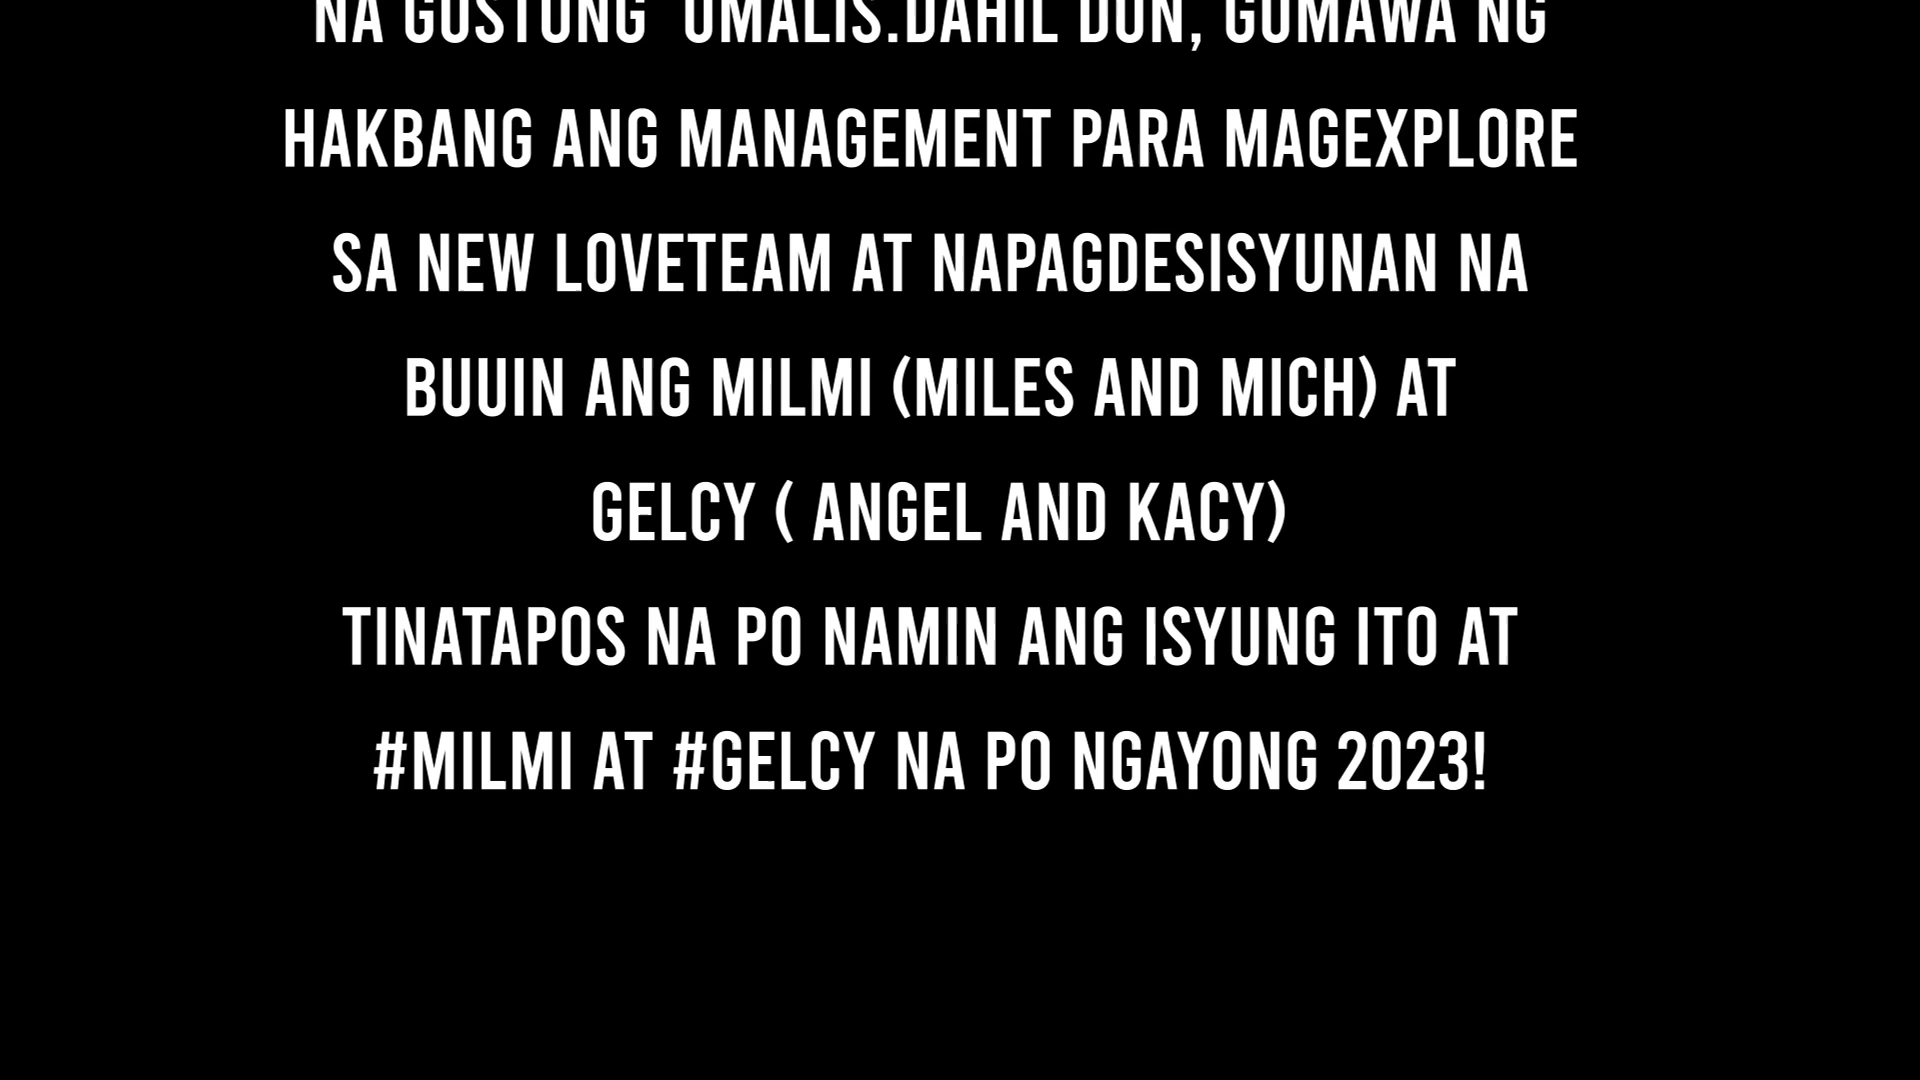 NA GUSTUNG UMALIS.DAHIL DUN, GUMAWA NG
HAKBANG ANG MANAGEMENT PARA MAGEXPLORE
SA NEW LOVETEAM AT NAPAGDESISYUNAN NA
BUUIN ANG MILMI (MILES AND MICH) AT
GELCY ( ANGEL AND KACY)
TINATAPOS NA PO NAMIN ANG ISYUNG ITO AT
#MILMI AT #GELCY NA PO NGAYONG 2023!